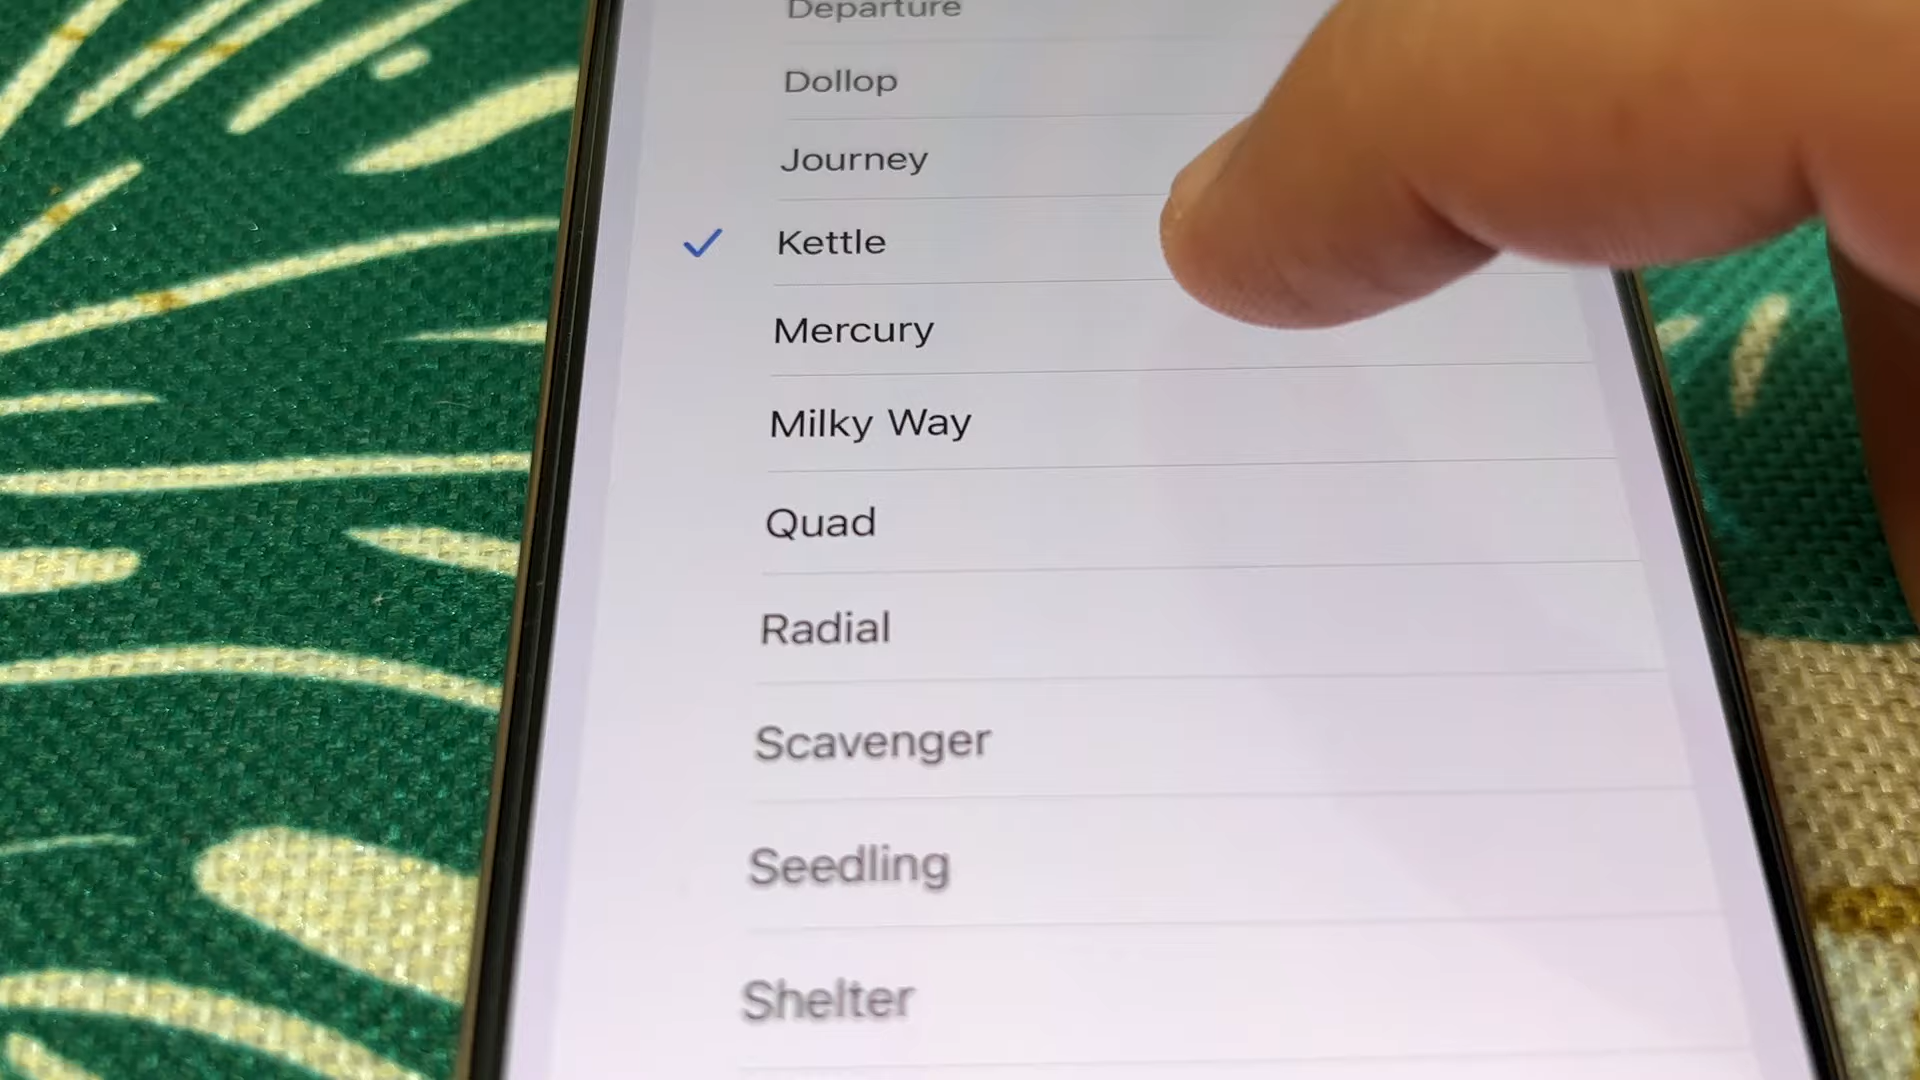 Departure
Dollop
Journey
Kettle
Mercury
Milky Way
Quad
Radial
Scavenger
Seedling
Shelter